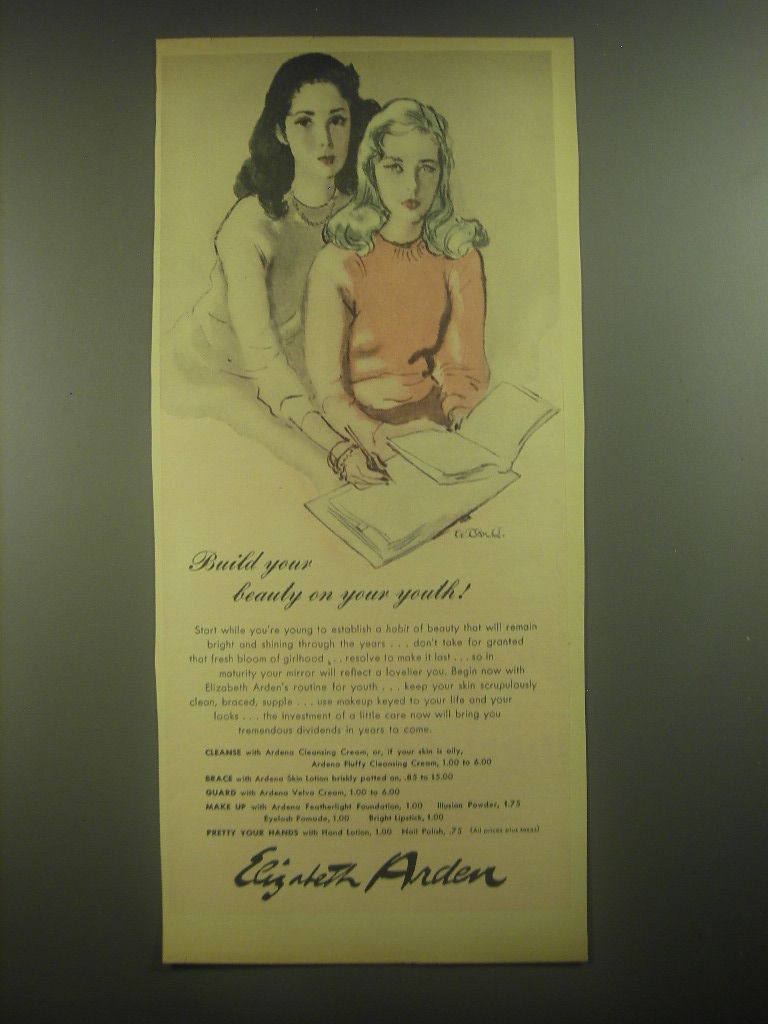 Build your
beauty on your youth!
Start while you're young to establish a habit of beauty that will remain
bright and shining through the years . . . don't take for granted
that fresh bloom of girlhood . . . resolve to make it last . . . so in
maturity your mirror will reflect a lovelier you. Begin now with
Elizabeth Arden's routine for youth . . . keep your skin scrupulously
clean, braced, supple . . . use makeup keyed to your life and your
looks . . . the investment of a little care now will bring you
tremendous dividends in years to come.
CLEANSE with Ardena Cleansing Cream, or, if your skin is oily,
Ardena Fluffy Cleansing Cream, 1.00 to 6.00
BRACE with Ardena Skin Lotion briskly patted on, .85 to 15.00
GUARD with Ardena Velva Cream, 1.00 to 6.00
MAKE UP with Ardena Featherlight Foundation, 1.00 Illusion Powder, 1.75
Eyelash Pomade, 1.00 Bright Lipstick, 1.00
PRETTY YOUR HANDS with Hand Lotion, 1.00 Nail Polish, .75 (All prices plus taxes)
Elizabeth Arden